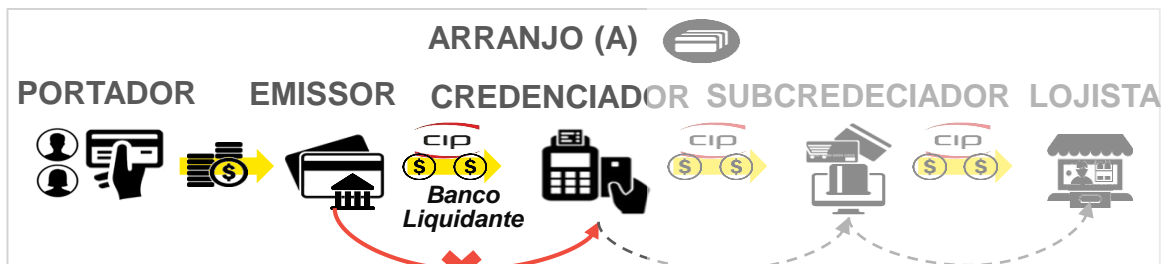 ARRANJO (A)
PORTADOR EMISSOR CREDENCIADOR SUBCREDECIADOR LOJISTA
CIP CIP CIP
$ $ $ $ $ $ $
Banco
Liquidante